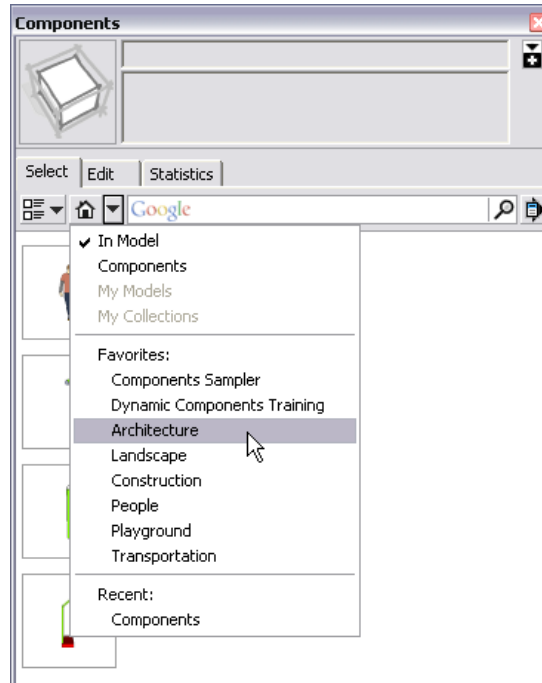 Components
Select Edit Statistics
Google
In Model
Components
My Models
My Collections
Favorites:
Components Sampler
Dynamic Components Training
Architecture
Landscape
Construction
People
Playground
Transportation
Recent:
Components